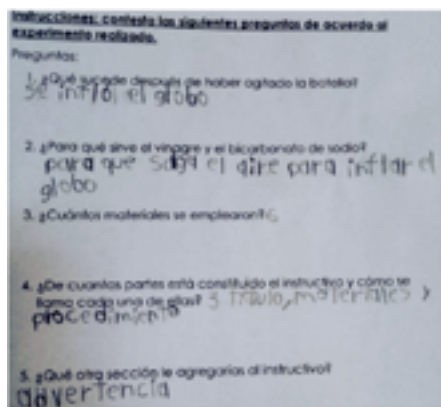 Instrucciones: contesta las siguientes preguntas de acuerdo al
experimento realizado.
Preguntas:
1. ¿Qué sucede después de haber agitado la botella?
se infló el globo
2. ¿Para qué sirve el vinagre y el bicarbonato de sodio?
para que salga el aire para inflar el
globo
3. ¿Cuántos materiales se emplearon? 6
4. ¿De cuantas partes está constituido el instructivo y cómo se
llama cada una de ellas? 3 titulo, materiales y
procedimiento
5. ¿Qué otra sección le agregarías al instructivo?
advertencia